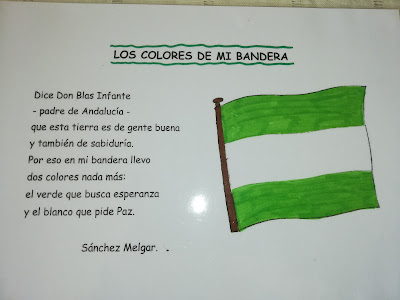 LOS COLORES DE MI BANDERA
Dice Don Blas Infante
- padre de Andalucía -
que esta tierra es de gente buena
y también de sabiduría.
Por eso en mi bandera llevo
dos colores nada más:
el verde que busca esperanza
y el blanco que pide Paz.
Sánchez Melgar.